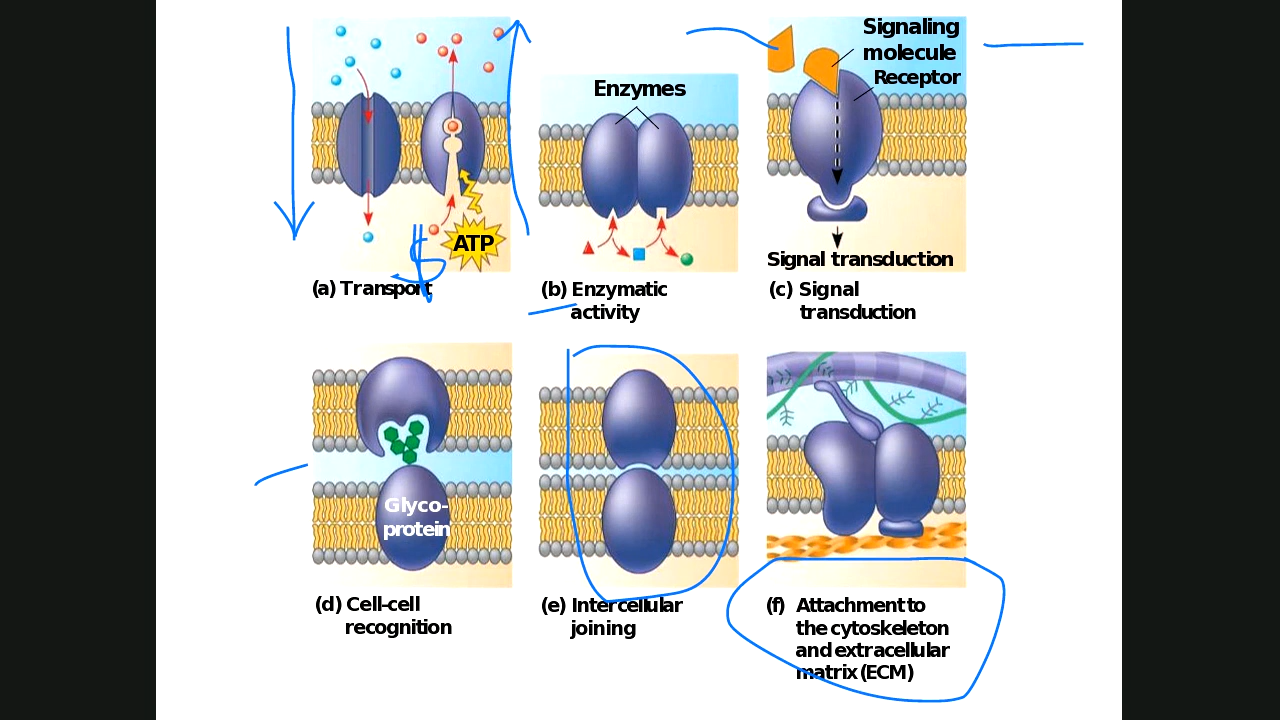 Signaling
molecule
Receptor
Enzymes
ATP
$
Signal transduction
(a) Transport
(b) Enzymatic
activity
(c) Signal
transduction
Glyco-
protein
(d) Cell-cell
recognition
(e) Intercellular
joining
(f) Attachment to
the cytoskeleton
and extracellular
matrix (ECM)